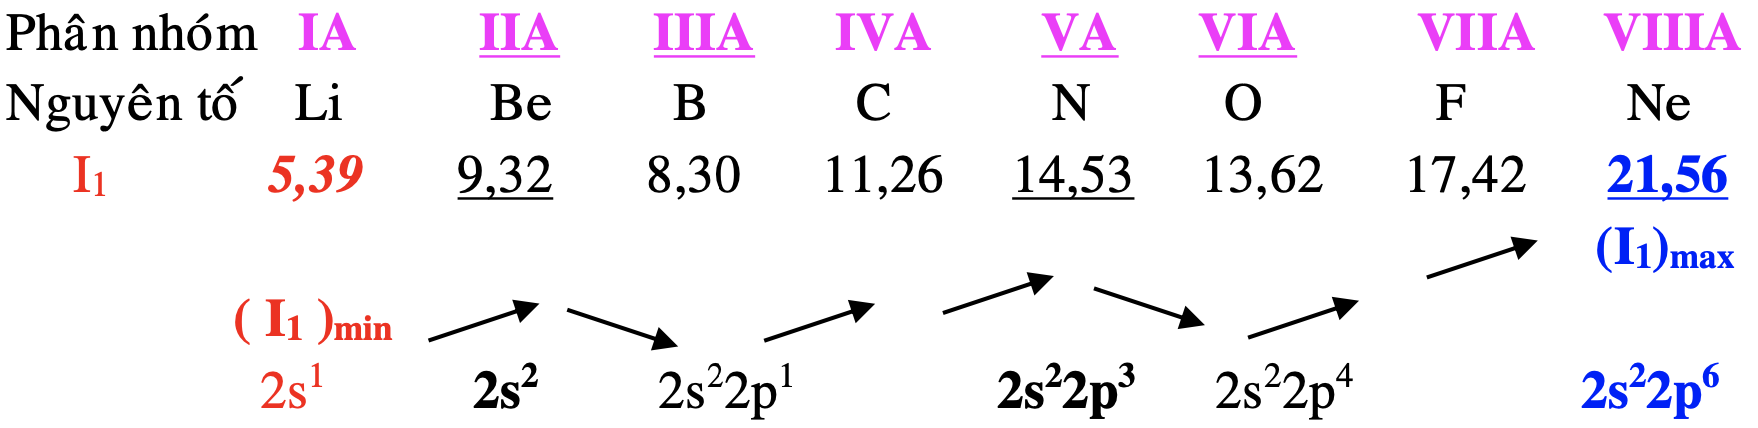 Phân nhóm IA IIA IIIA IVA VA VIA VIIA VIIIA
Nguyên tố Li Be B C N O F Ne
I₁ 5,39 9,32 8,30 11,26 14,53 13,62 17,42 21,56
(I₁)max
( I₁ )min
2s¹ 2s² 2s²2p¹ 2s²2p³ 2s²2p⁴ 2s²2p⁶